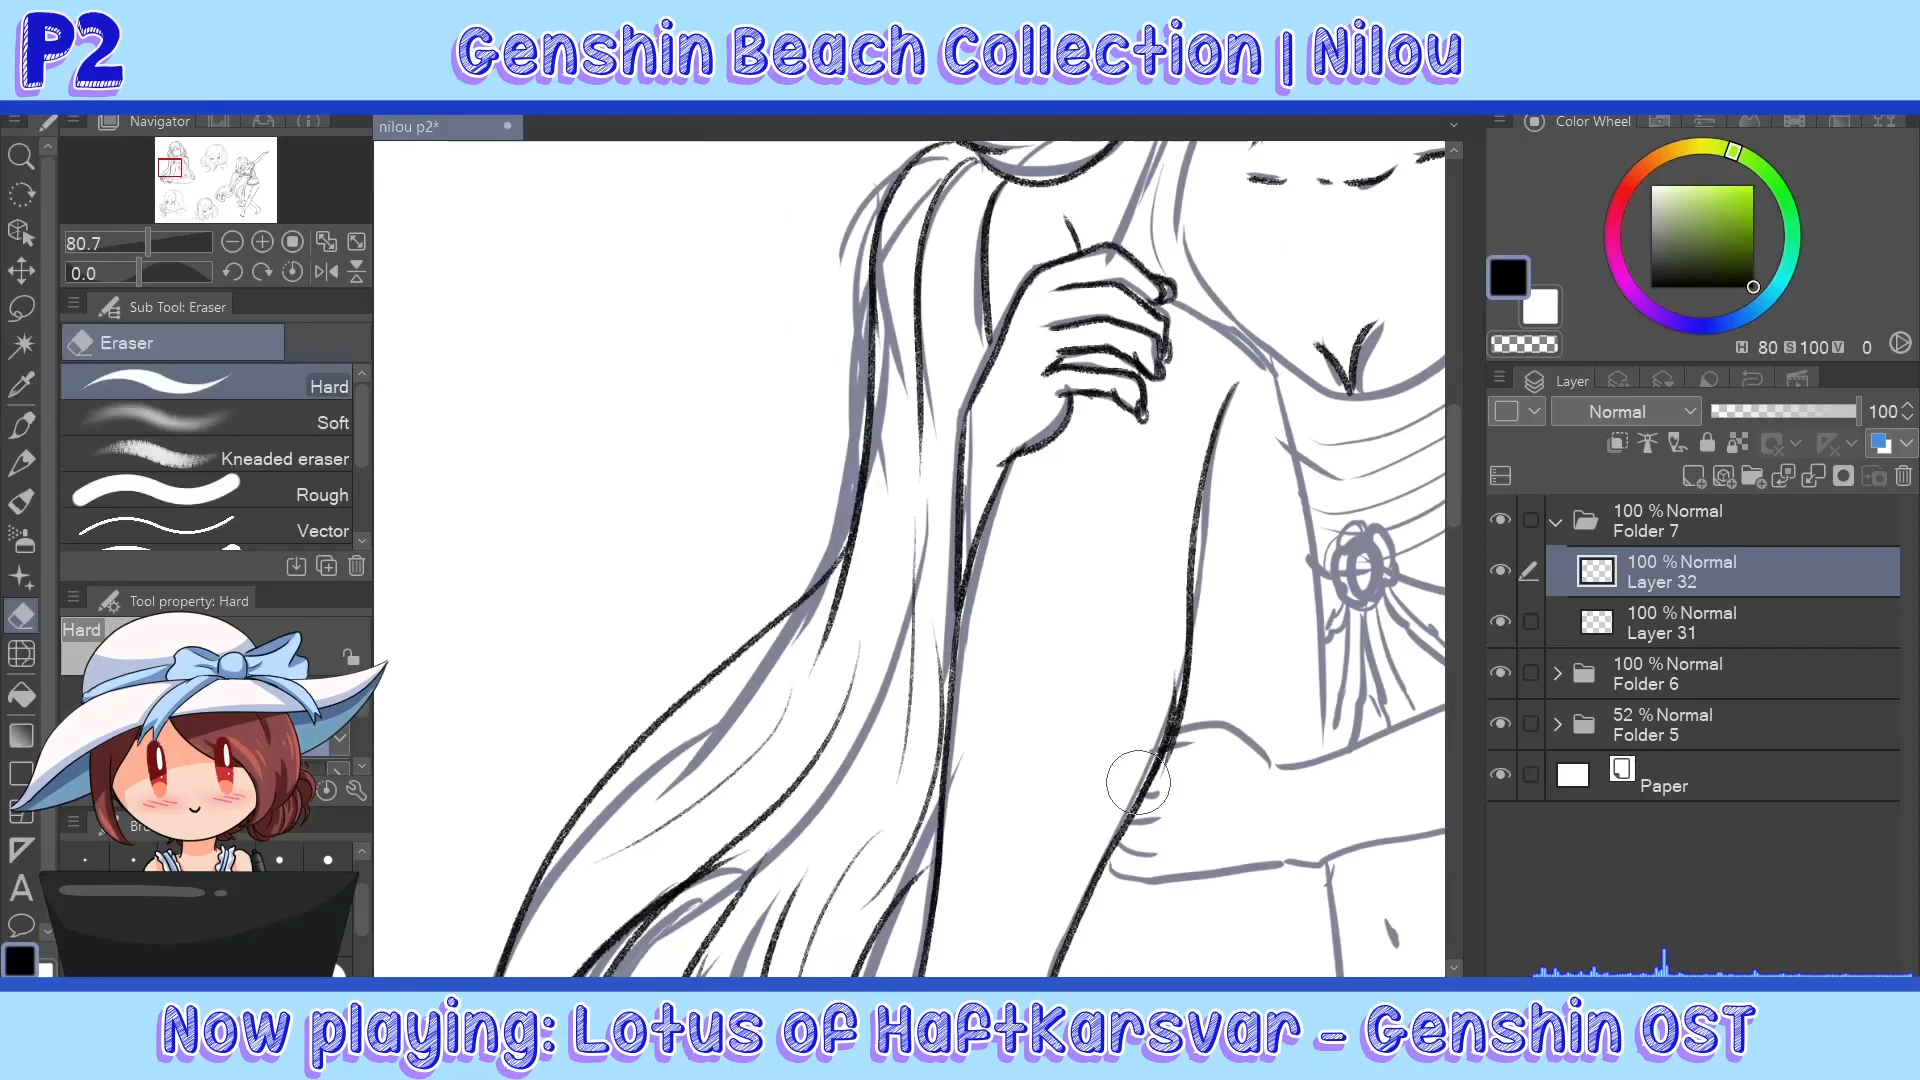 P2
Genshin Beach Collection | Nilou
Navigator
nilou p2*
Color Wheel
80.7
0.0
Sub Tool: Eraser
Eraser
Hard
Soft
Kneaded eraser
Rough
Vector
Tool property: Hard
Hard
A
H 80 S 100 V 0
Layer
Normal 100
100 % Normal
Folder 7
100 % Normal
Layer 32
100 % Normal
Layer 31
100 % Normal
Folder 6
52 % Normal
Folder 5
Paper
Now playing: Lotus of HaftKarsvar - Genshin OST